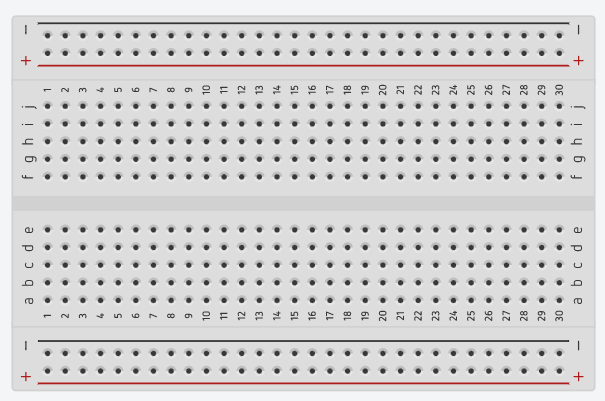 − −
+ +
1 2 3 4 5 6 7 8 9 10 11 12 13 14 15 16 17 18 19 20 21 22 23 24 25 26 27 28 29 30
j j
i i
h h
g g
f f
e e
d d
c c
b b
a a
1 2 3 4 5 6 7 8 9 10 11 12 13 14 15 16 17 18 19 20 21 22 23 24 25 26 27 28 29 30
− −
+ +